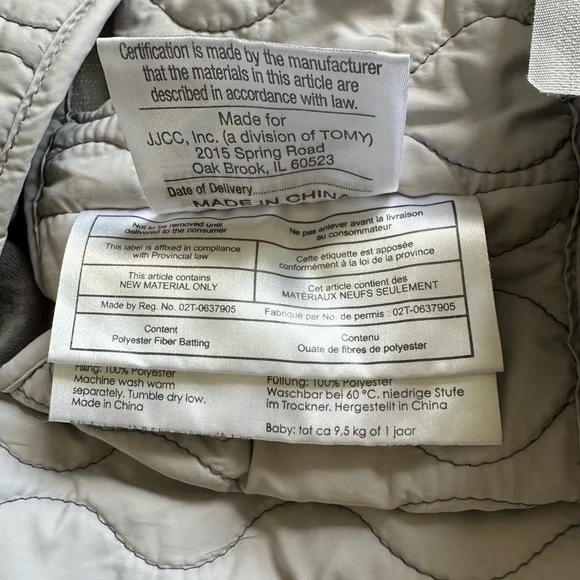 Certification is made by the manufacturer
that the materials in this article are
described in accordance with law.
Made for
JJCC, Inc. (a division of TOMY)
2015 Spring Road
Oak Brook, IL 60523
Date of Delivery
MADE IN CHINA
Not to be removed until
delivered to the consumer
Ne pas enlever avant la livraison
au consommateur
This label is affixed in compliance
with Provincial law
Cette étiquette est apposée
conformément à la loi de la province
This article contains
NEW MATERIAL ONLY
Cet article contient des
MATÉRIAUX NEUFS SEULEMENT
Made by Reg. No. 02T-0637905
Fabriqué par No. de permis : 02T-0637905
Content
Polyester Fiber Batting
Contenu
Ouate de fibres de polyester
Filling: 100% Polyester
Machine wash warm
separately. Tumble dry low.
Made in China
Füllung: 100% Polyester
Waschbar bei 60 °C, niedrige Stufe
im Trockner. Hergestellt in China
Baby: tot ca 9,5 kg of 1 jaar